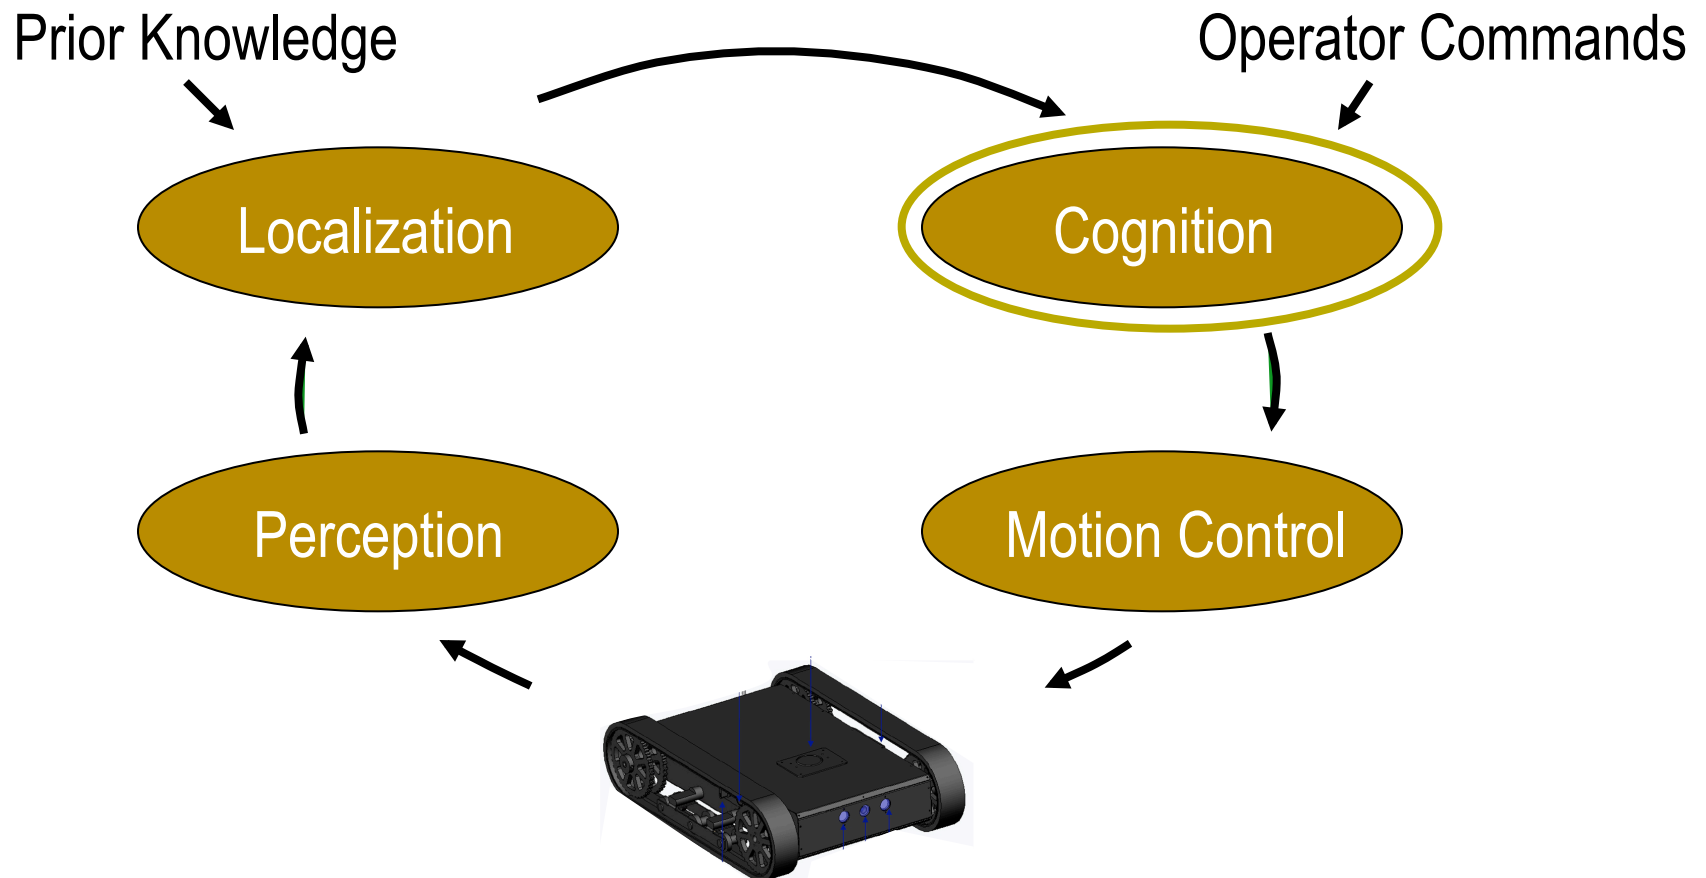 Prior Knowledge
Operator Commands
Localization
Cognition
Perception
Motion Control